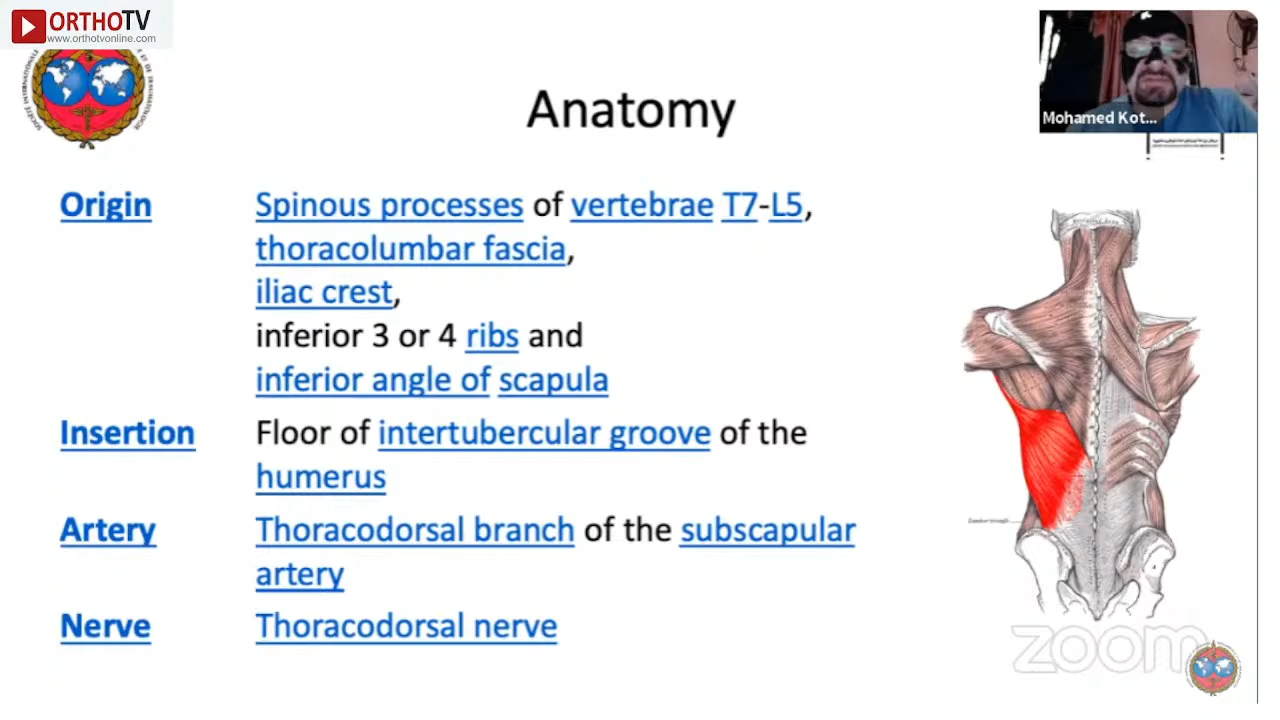 ORTHOTV
www.orthotvonline.com
Anatomy
Mohamed Kot...
Origin
Spinous processes of vertebrae T7-L5,
thoracolumbar fascia,
iliac crest,
inferior 3 or 4 ribs and
inferior angle of scapula
Insertion
Floor of intertubercular groove of the
humerus
Artery
Thoracodorsal branch of the subscapular
artery
Nerve
Thoracodorsal nerve
zoom